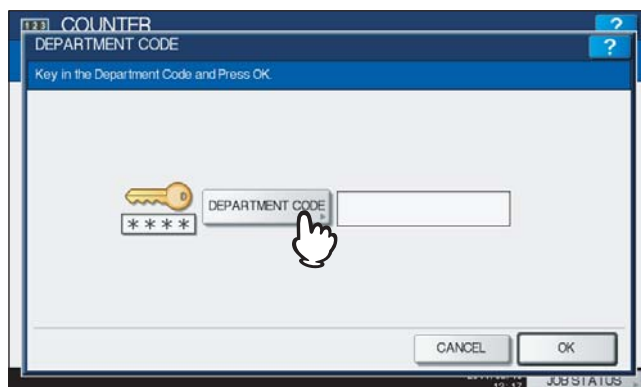 123 COUNTER ?
DEPARTMENT CODE ?
Key in the Department Code and Press OK.
DEPARTMENT CODE
****
CANCEL OK
JOB STATUS